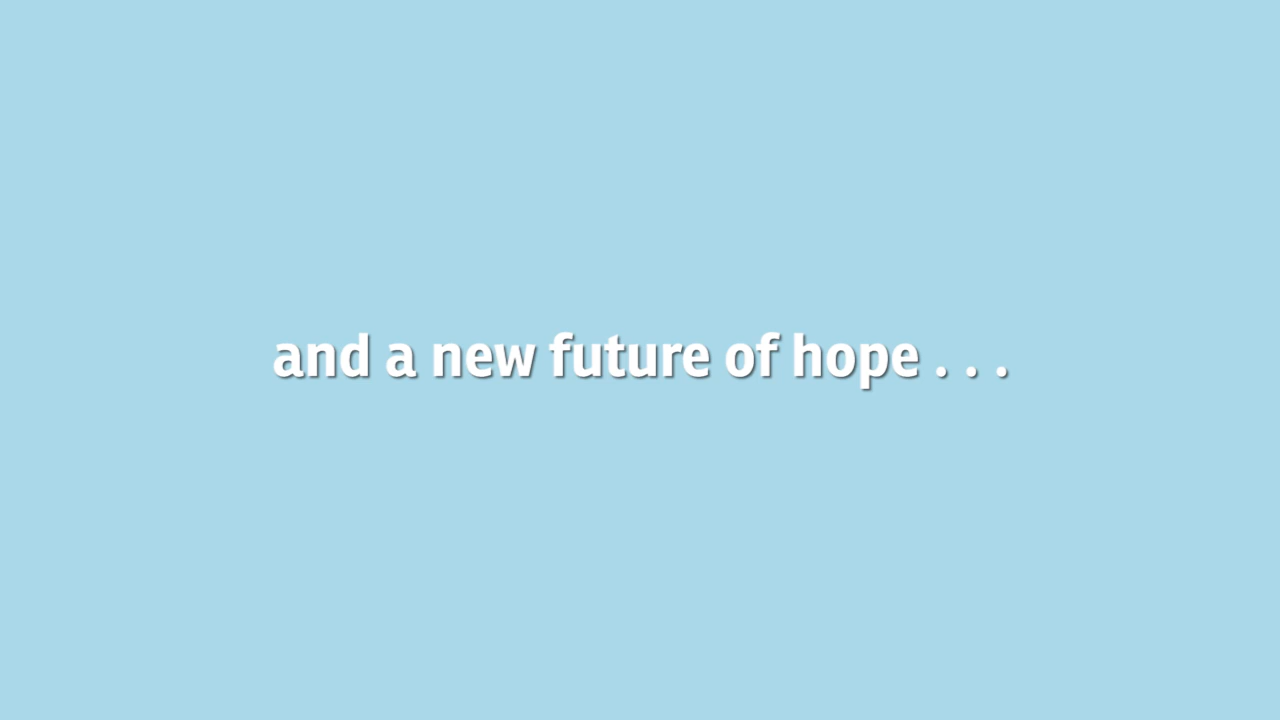 and a new future of hope . . .